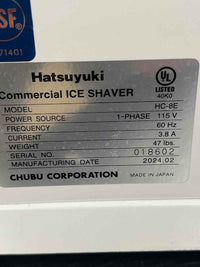 71401
Hatsuyuki
Commercial ICE SHAVER
UL
LISTED
40K0
MODEL HC-8E
POWER SOURCE 1-PHASE 115 V
FREQUENCY 60 Hz
CURRENT 3.8 A
WEIGHT 47 lbs.
SERIAL NO. 018602
MANUFACTURING DATE 2024.02
CHUBU CORPORATION MADE IN JAPAN